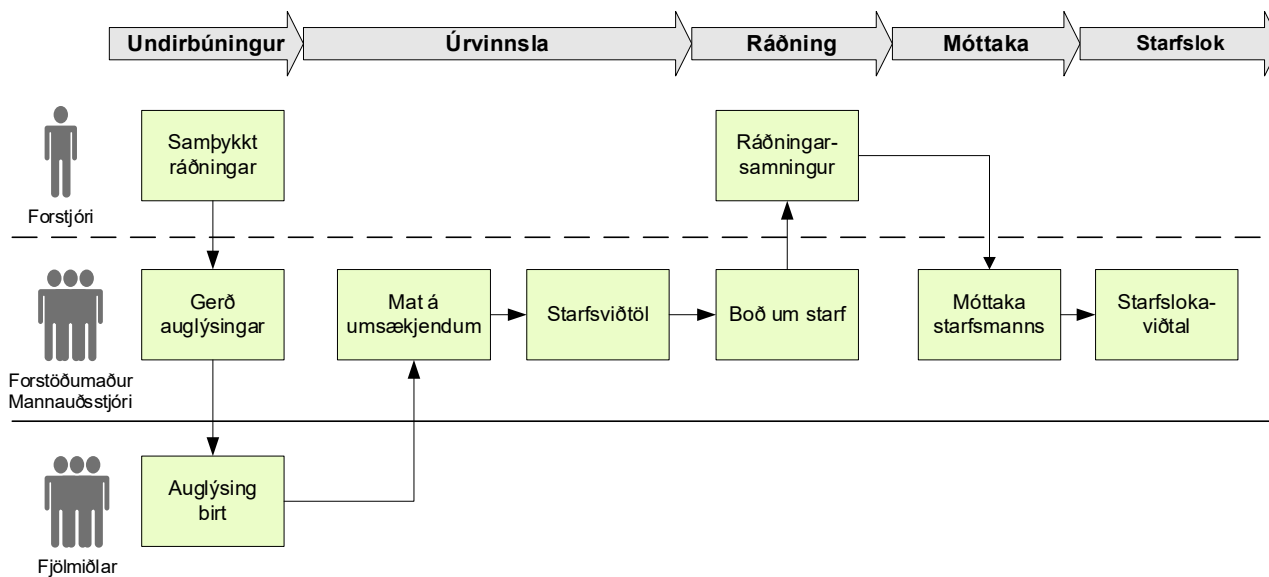 Undirbúningur
Úrvinnsla
Ráðning
Móttaka
Starfslok
Forstjóri
Samþykkt
ráðningar
Ráðningar-
samningur
Forstöðumaður
Mannauðsstjóri
Gerð
auglýsingar
Mat á
umsækjendum
Starfsviðtöl
Boð um starf
Móttaka
starfsmanns
Starfsloka-
viðtal
Fjölmiðlar
Auglýsing
birt